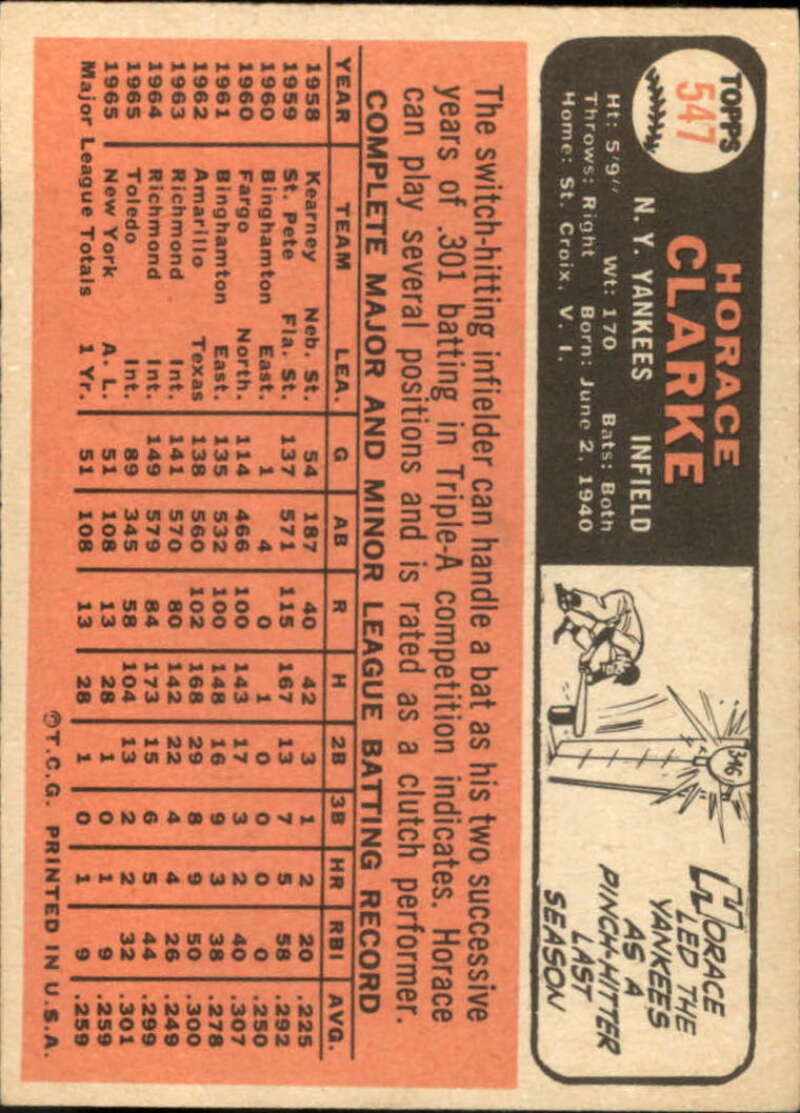 TOPPS
547
HORACE
CLARKE
N. Y. YANKEES INFIELD
Ht: 5'9" Wt: 170 Bats: Both
Throws: Right Born: June 2, 1940
Home: St. Croix, V. I.
346
HORACE
LED THE
YANKEES
AS A
PINCH-HITTER
LAST
SEASON
The switch-hitting infielder can handle a bat as his two successive
years of .301 batting in Triple-A competition indicates. Horace
can play several positions and is rated as a clutch performer.
COMPLETE MAJOR AND MINOR LEAGUE BATTING RECORD
YEAR TEAM LEA. G AB R H 2B 3B HR RBI AVG.
1958 Kearney Neb. St. 54 187 40 42 3 1 2 20 .225
1959 St. Pete Fla. St. 137 571 115 167 13 7 5 58 .292
1960 Binghamton East. 1 4 0 1 0 0 0 0 .250
1960 Fargo North. 114 466 100 143 17 3 2 40 .307
1961 Binghamton East. 135 532 100 148 16 9 3 38 .278
1962 Amarillo Texas 138 560 102 168 29 8 9 50 .300
1963 Richmond Int. 141 570 80 142 22 4 4 26 .249
1964 Richmond Int. 149 579 84 173 15 6 5 44 .299
1965 Toledo Int. 89 345 58 104 13 2 2 32 .301
1965 New York A. L. 51 108 13 28 1 0 1 9 .259
Major League Totals 1 Yr. 51 108 13 28 1 0 1 9 .259
©T.C.G. PRINTED IN U.S.A.